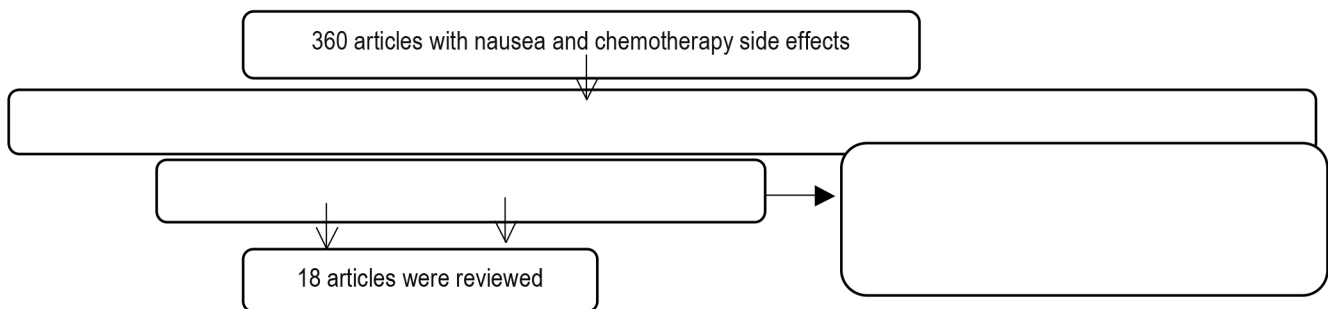 360 articles with nausea and chemotherapy side effects
18 articles were reviewed